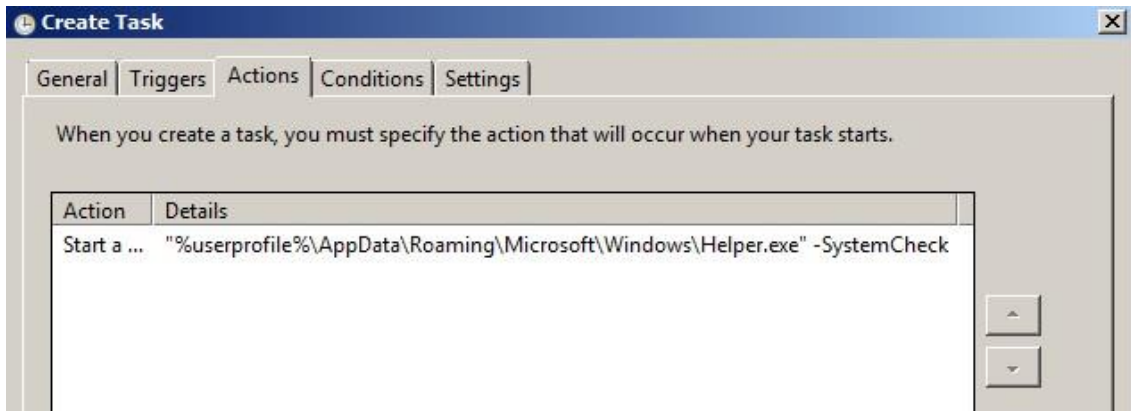 Create Task
General Triggers Actions Conditions Settings
When you create a task, you must specify the action that will occur when your task starts.
Action Details
Start a ... "%userprofile%\AppData\Roaming\Microsoft\Windows\Helper.exe" -SystemCheck